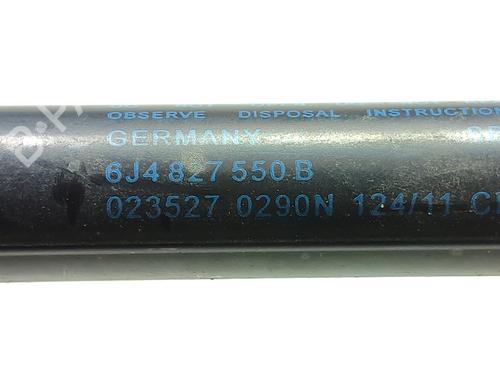 OBSERVE DISPOSAL INSTRUCTION
GERMANY
6J4 827 550 B
023527 0290N 124/11